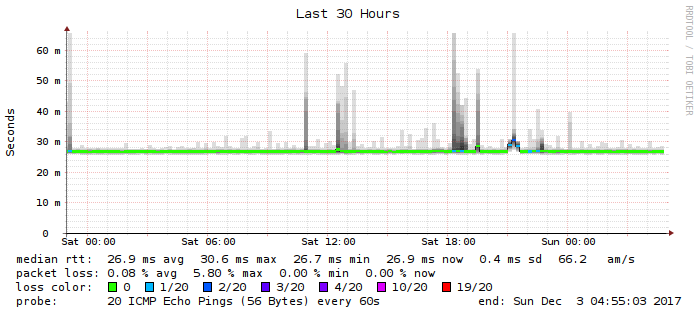 Last 30 Hours
RRDTOOL / TOBI OETIKER
Seconds
60 m
50 m
40 m
30 m
20 m
10 m
0
Sat 00:00 Sat 06:00 Sat 12:00 Sat 18:00 Sun 00:00
median rtt: 26.9 ms avg 30.6 ms max 26.7 ms min 26.9 ms now 0.4 ms sd 66.2 am/s
packet loss: 0.08 % avg 5.80 % max 0.00 % min 0.00 % now
loss color: 0 1/20 2/20 3/20 4/20 10/20 19/20
probe: 20 ICMP Echo Pings (56 Bytes) every 60s end: Sun Dec 3 04:55:03 2017